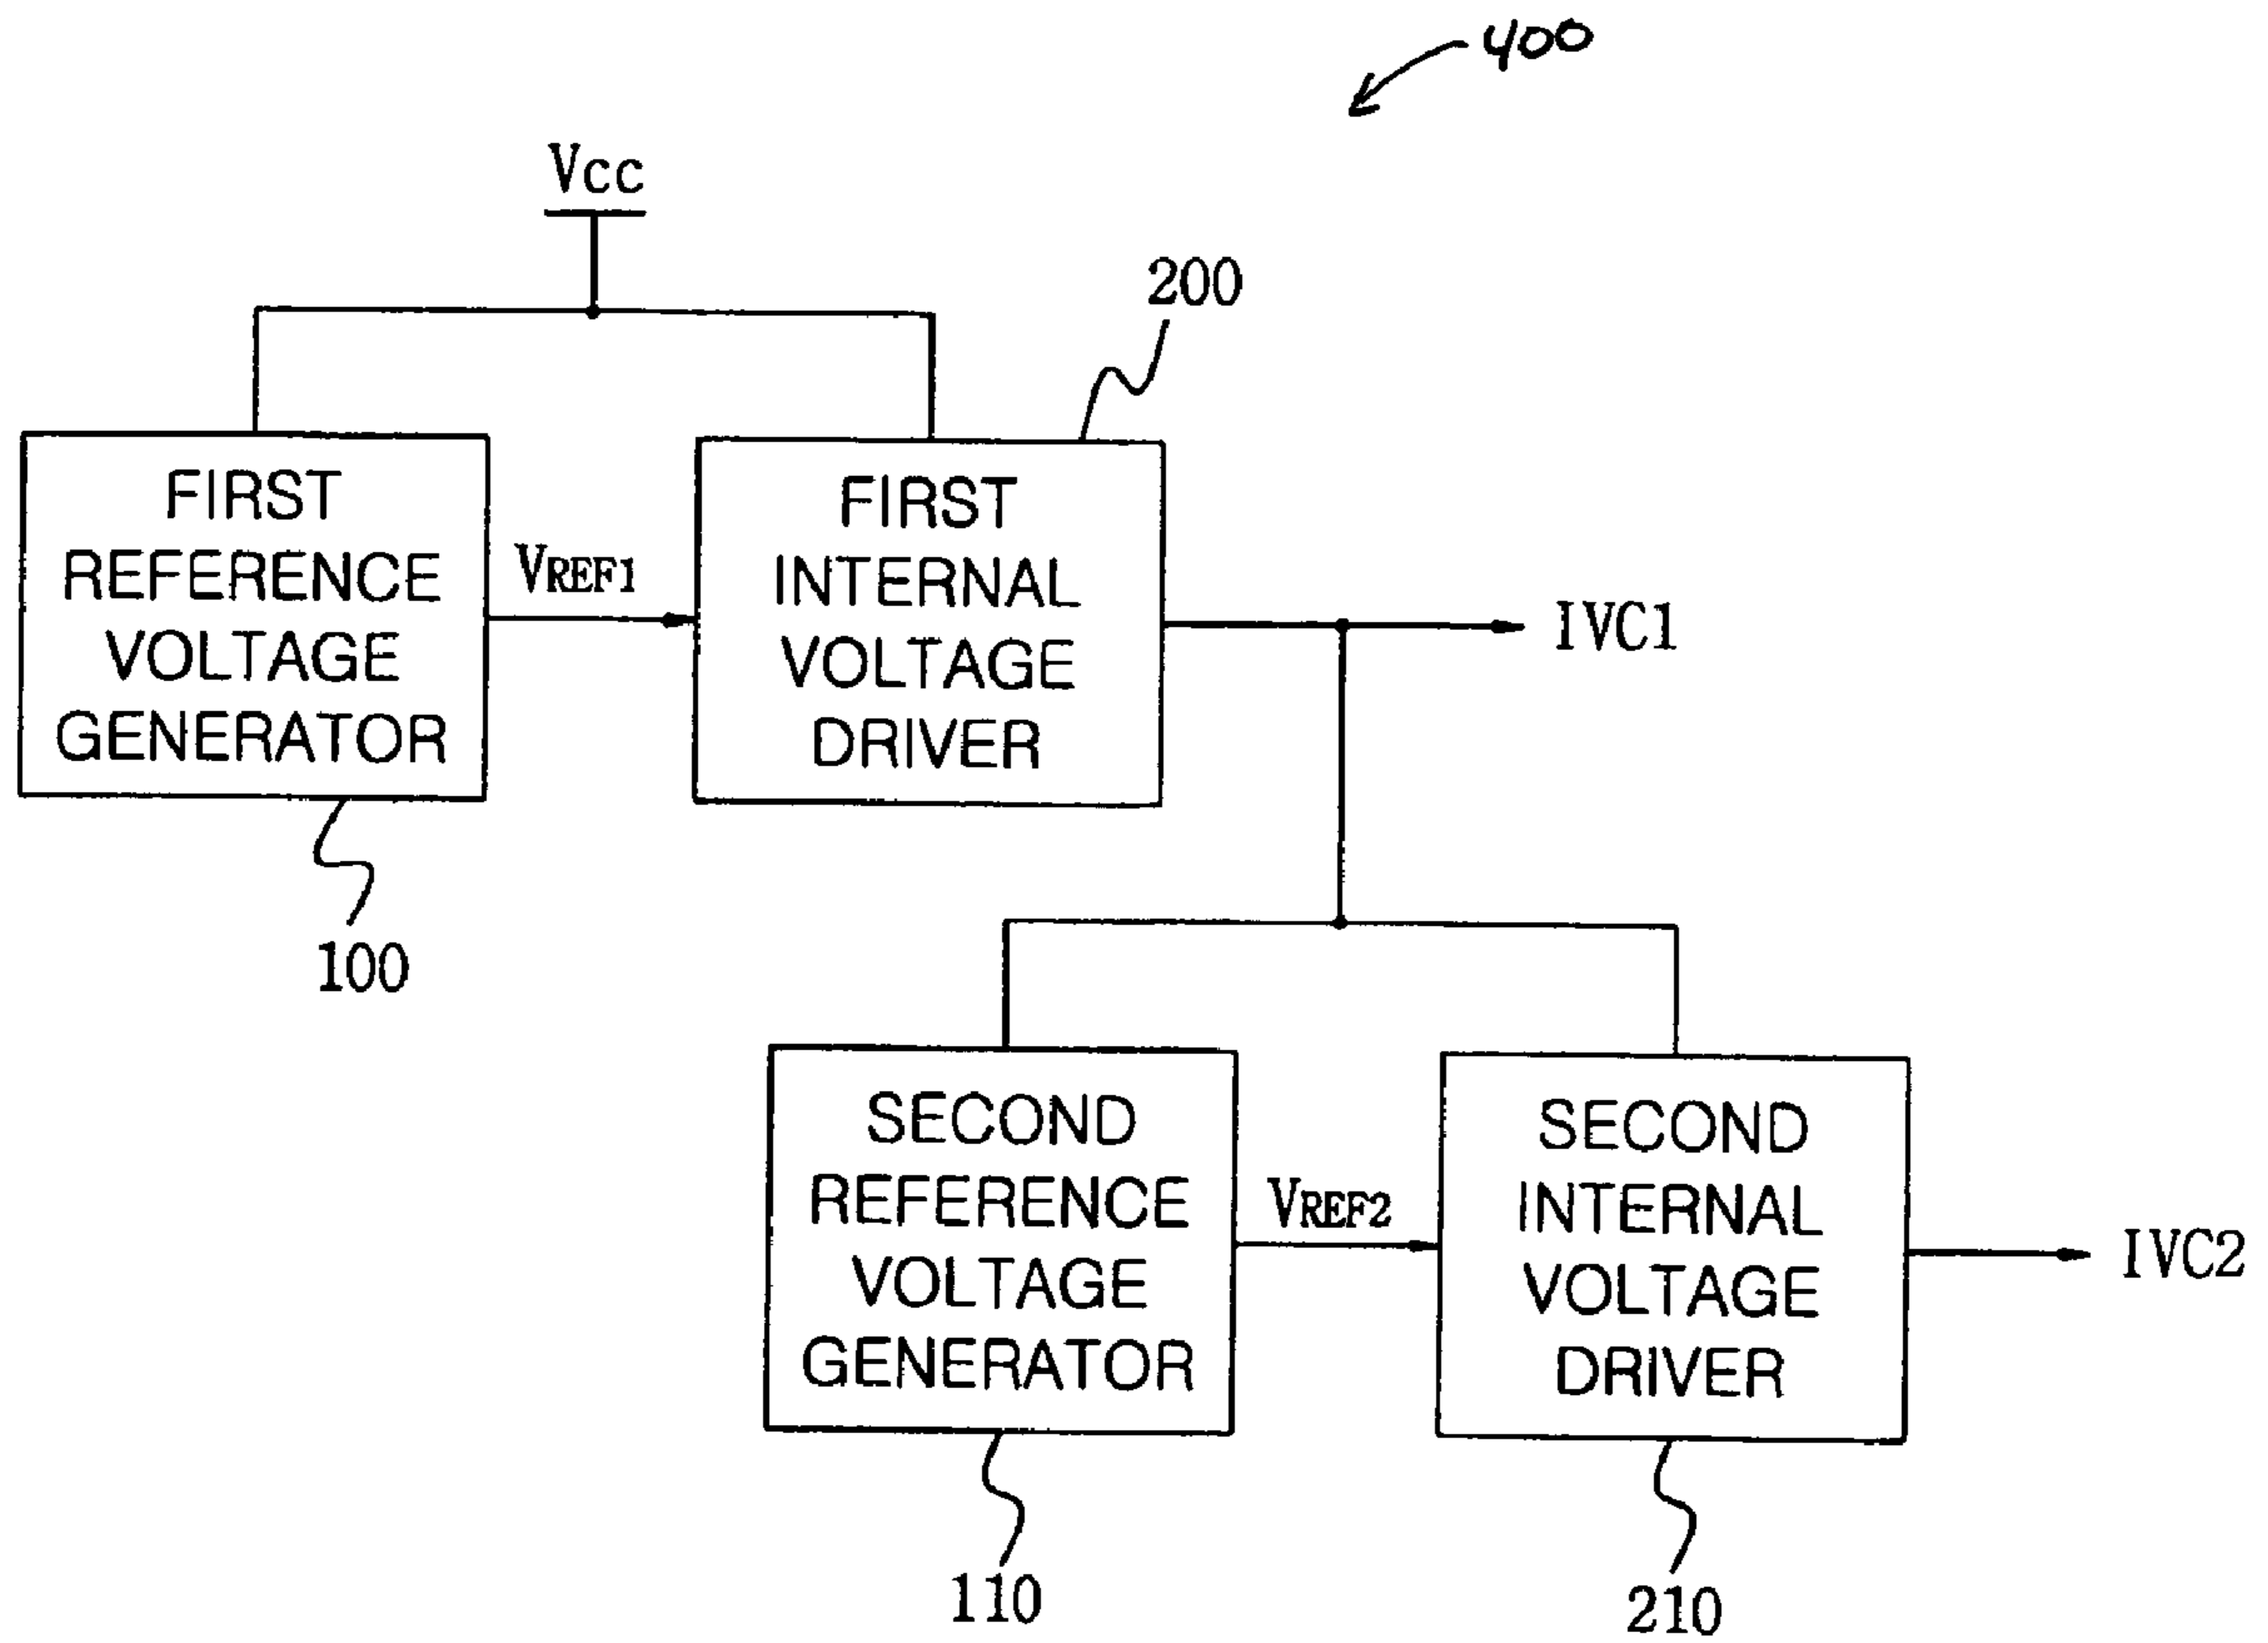 400
Vcc
200
FIRST
REFERENCE
VOLTAGE
GENERATOR
VREF1
FIRST
INTERNAL
VOLTAGE
DRIVER
IVC1
100
SECOND
REFERENCE
VOLTAGE
GENERATOR
VREF2
SECOND
INTERNAL
VOLTAGE
DRIVER
IVC2
110
210